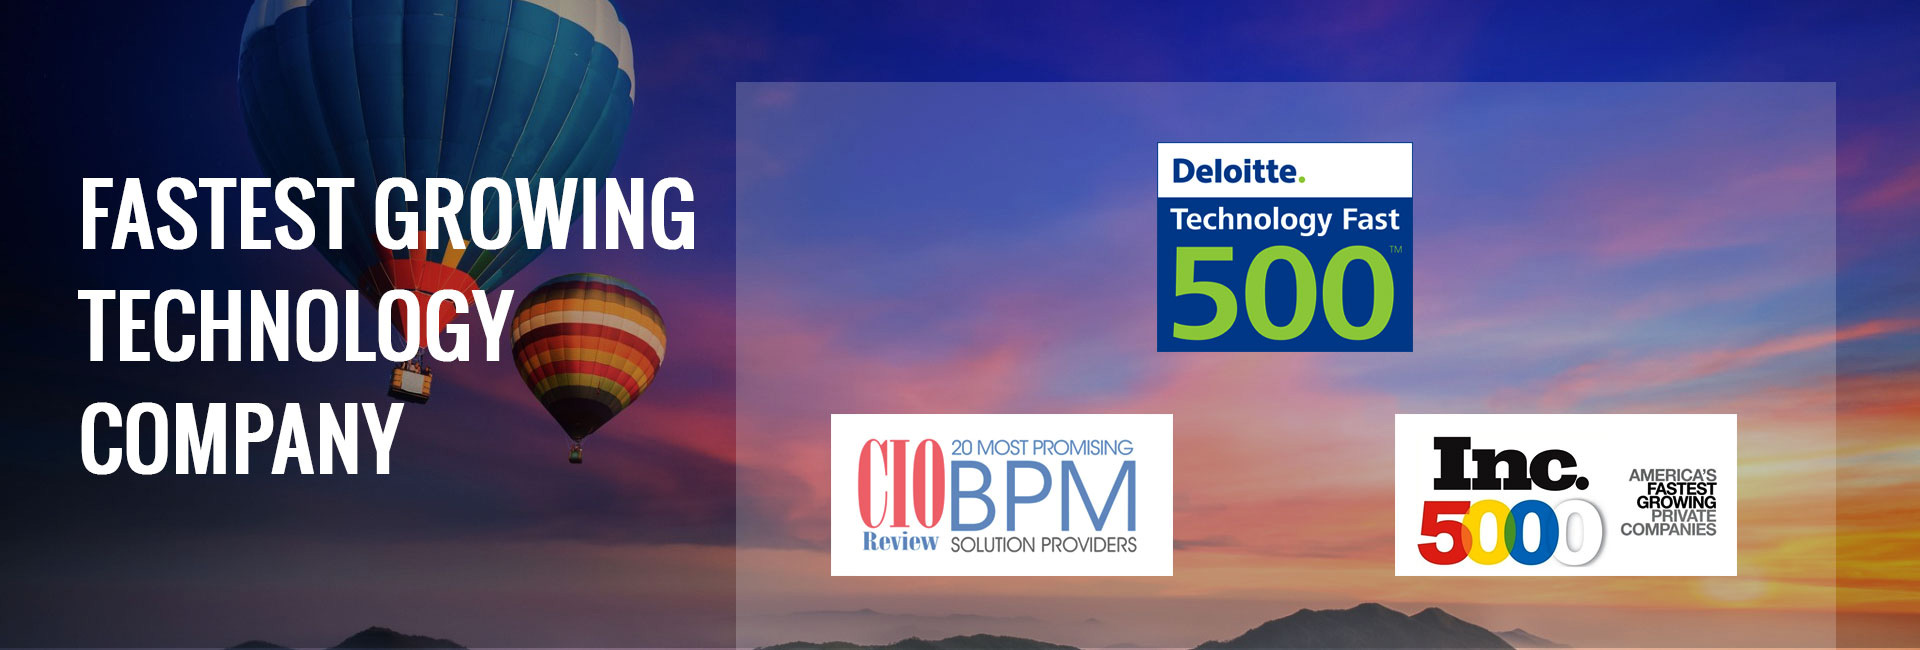 FASTEST GROWING
TECHNOLOGY
COMPANY
Deloitte.
Technology Fast
500™
CIO
Review
20 MOST PROMISING
BPM
SOLUTION PROVIDERS
Inc.
5000
AMERICA'S
FASTEST
GROWING
PRIVATE
COMPANIES